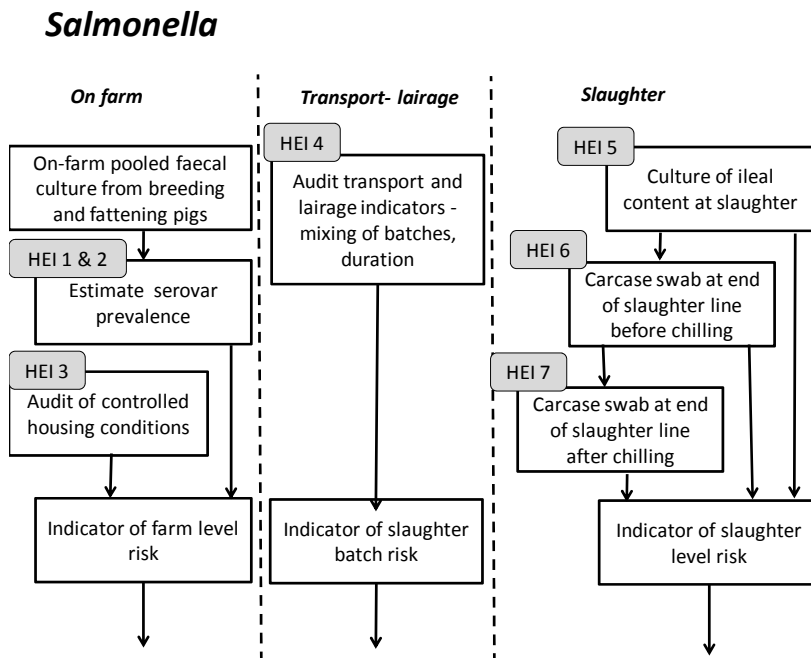 Salmonella
On farm
Transport- lairage
Slaughter
On-farm pooled faecal
culture from breeding
and fattening pigs
HEI 1 & 2
Estimate serovar
prevalence
HEI 3
Audit of controlled
housing conditions
Indicator of farm level
risk
HEI 4
Audit transport and
lairage indicators -
mixing of batches,
duration
Indicator of slaughter
batch risk
HEI 5
Culture of ileal
content at slaughter
HEI 6
Carcase swab at end
of slaughter line
before chilling
HEI 7
Carcase swab at end
of slaughter line
after chilling
Indicator of slaughter
level risk